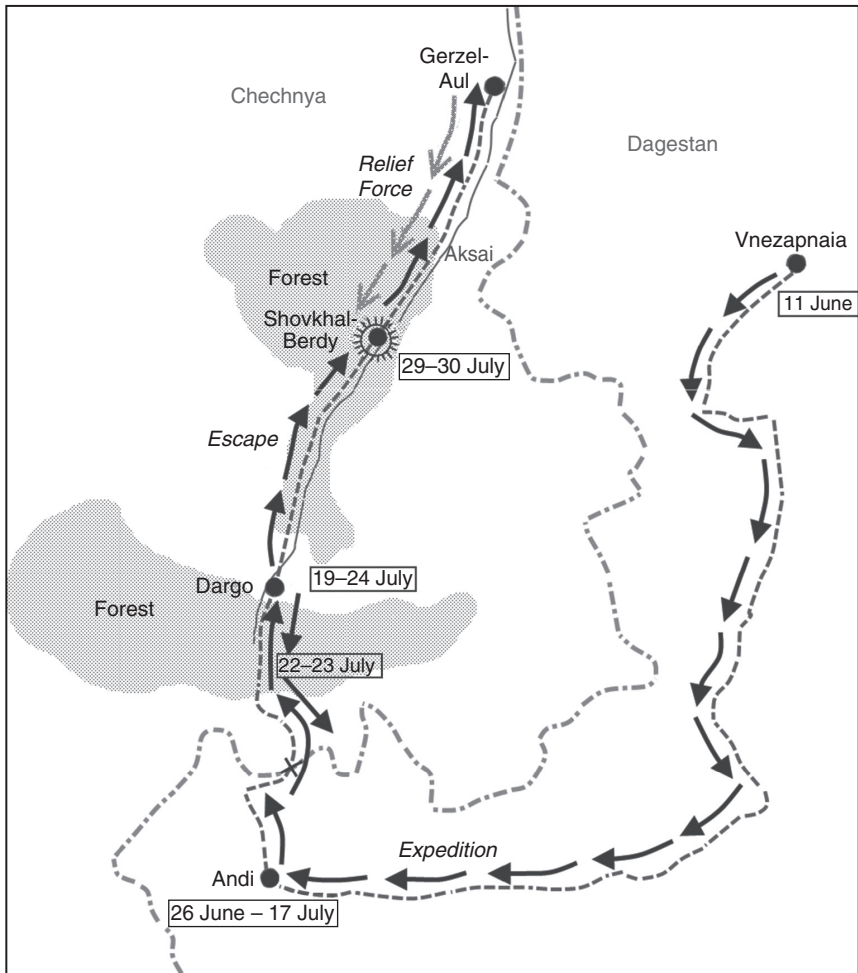 Gerzel-
Aul
Chechnya
Dagestan
Relief
Force
Vnezapnaia
Aksai
Forest
11 June
Shovkhal-
Berdy
29–30 July
Escape
Dargo
19–24 July
Forest
22–23 July
Expedition
Andi
26 June – 17 July